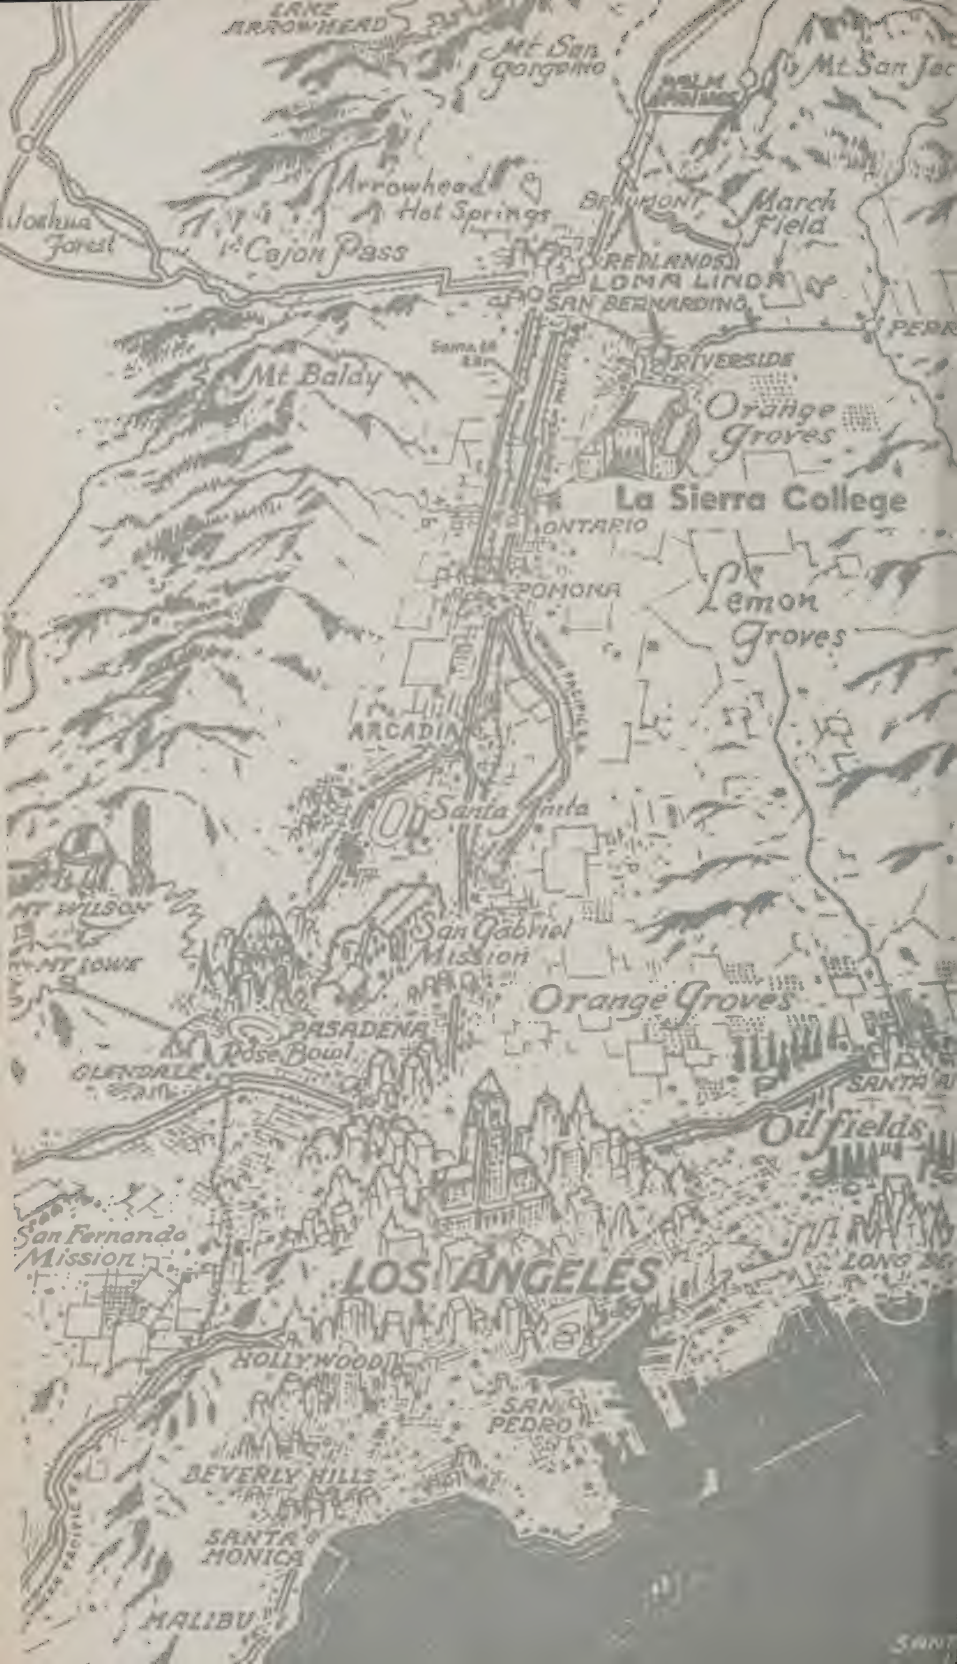 LAKE
ARROWHEAD
Mt. San
Gorgonio
PALM
SPRINGS
Mt San Jac
Arrowhead
Hot Springs
BEAUMONT
March
Field
Joshua
Forest
Cajon Pass
REDLANDS
LOMA LINDA
SAN BERNARDINO
PERR
Mt Baldy
RIVERSIDE
Orange
Groves
La Sierra College
ONTARIO
POMONA
Lemon
Groves
PACIFIC
ARCADIA
Santa Anita
MT WILSON
San Gabriel
Mission
MT LOWE
Orange Groves
PASADENA
Rose Bowl
GLENDALE
SANTA A
Oil fields
San Fernando
Mission
LOS ANGELES
LONG BE
HOLLYWOOD
SAN
PEDRO
BEVERLY HILLS
SANTA
MONICA
PACIFIC
MALIBU
SANT